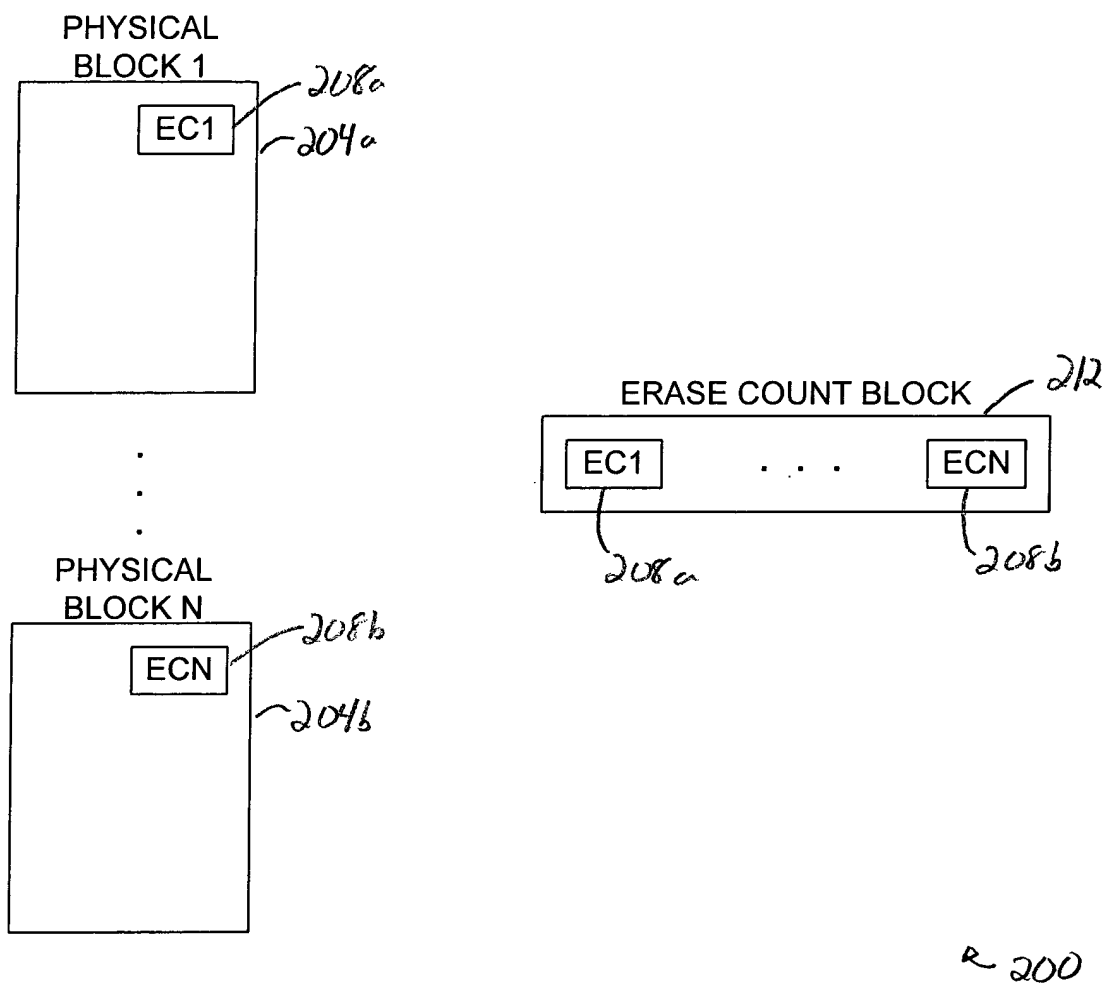 PHYSICAL
BLOCK 1
208a
EC1
204a
ERASE COUNT BLOCK
212
EC1
. . .
ECN
208a
208b
.
.
.
PHYSICAL
BLOCK N
208b
ECN
204b
200